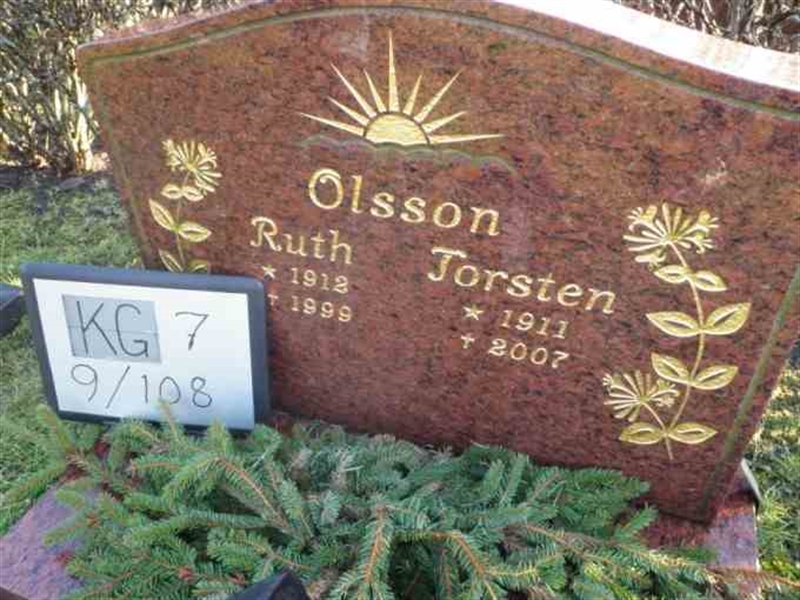 Olsson
Ruth
* 1912
† 1999
Torsten
* 1911
† 2007
KG 7
9/108